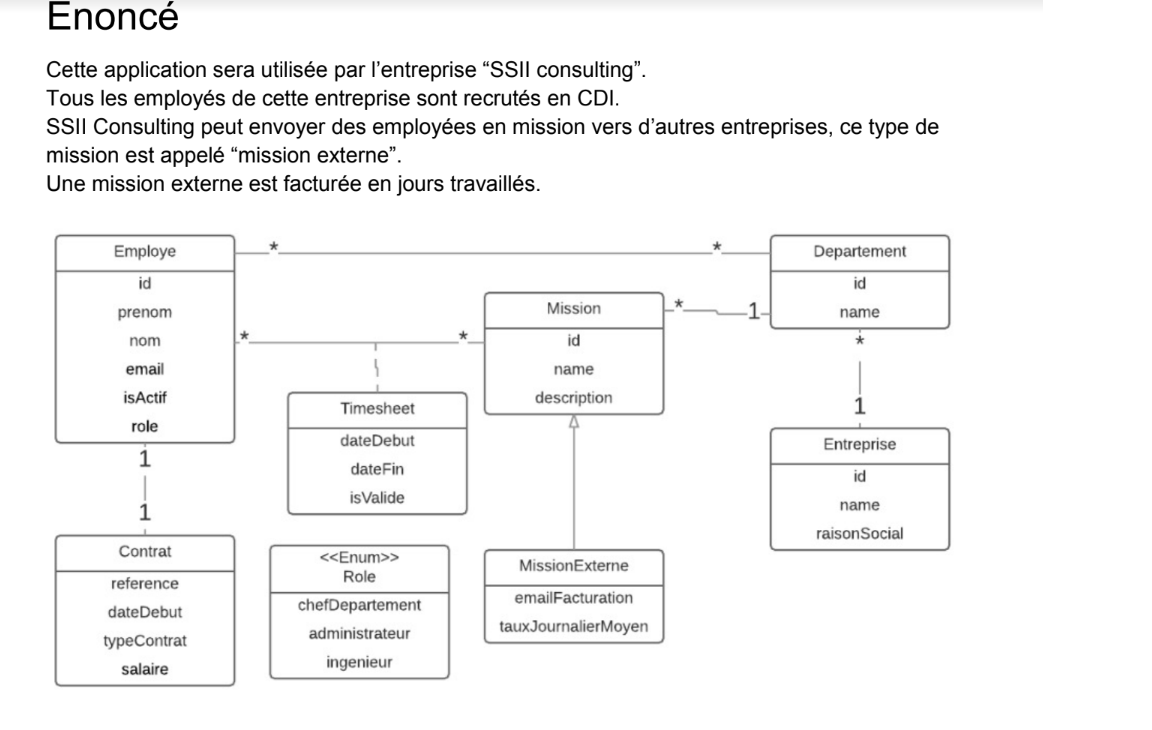 Enoncé
Cette application sera utilisée par l’entreprise “SSII consulting”.
Tous les employés de cette entreprise sont recrutés en CDI.
SSII Consulting peut envoyer des employées en mission vers d’autres entreprises, ce type de
mission est appelé “mission externe”.
Une mission externe est facturée en jours travaillés.
Employe
id
prenom
nom
email
isActif
role
*
*
Departement
id
name
*
*
Mission
id
name
description
*
1
Timesheet
dateDebut
dateFin
isValide
*
1
Entreprise
id
name
raisonSocial
1
1
Contrat
reference
dateDebut
typeContrat
salaire
<<Enum>>
Role
chefDepartement
administrateur
ingenieur
MissionExterne
emailFacturation
tauxJournalierMoyen